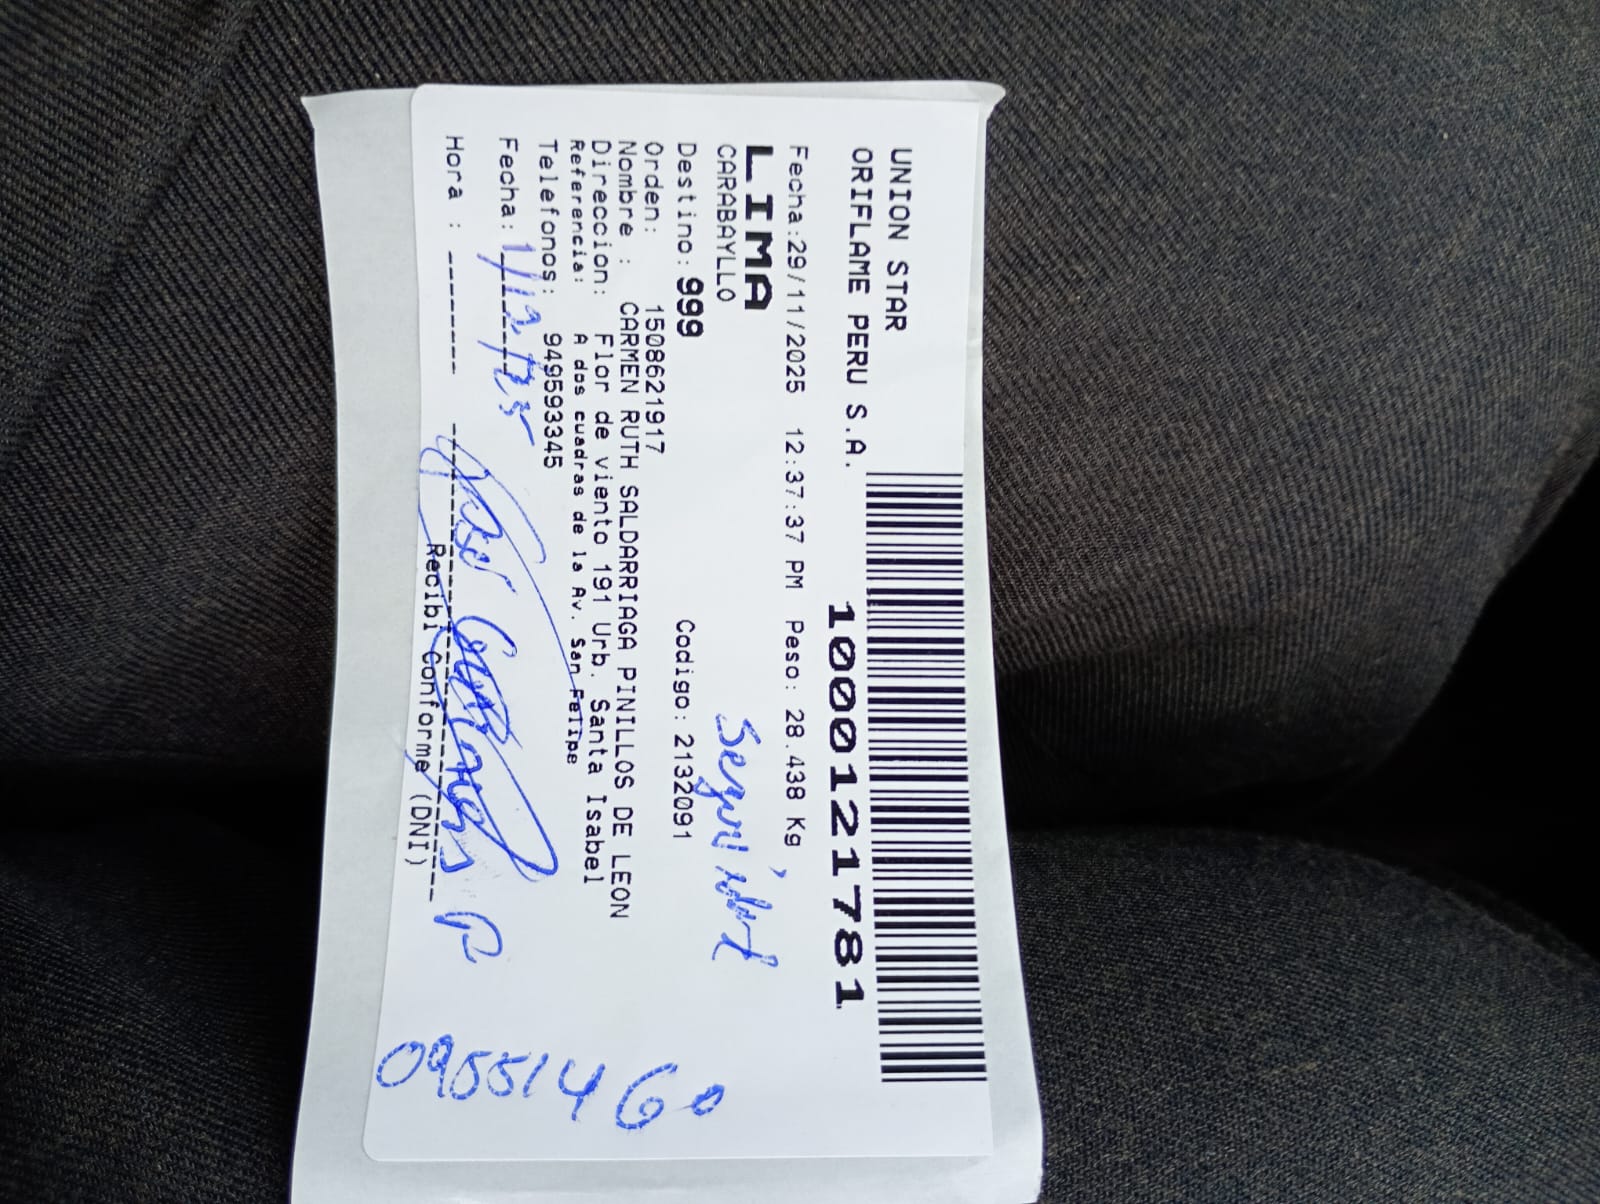 UNION STAR
ORIFLAME PERU S.A.
10001121781
Fecha:29/11/2025 12:37:37 PM Peso: 28.438 Kg
LIMA
CARABAYLLO
Seguridad
Destino: 999 Codigo: 2132091
Orden: 1508621917
Nombre : CARMEN RUTH SALDARRIAGA PINILLOS DE LEON
Direccion: Flor de viento 191 Urb. Santa Isabel
Referencia: A dos cuadras de la Av. San Felipe
Telefonos: 949593345
Fecha:
Hora :
Recibi Conforme (DNI)
09551460